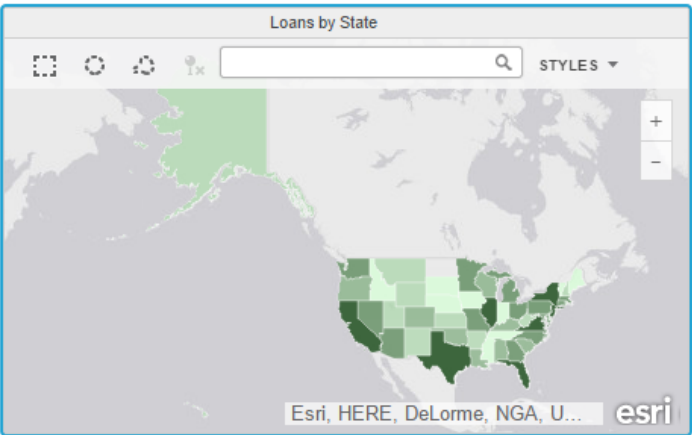 Loans by State
STYLES
+
−
Esri, HERE, DeLorme, NGA, U...
esri